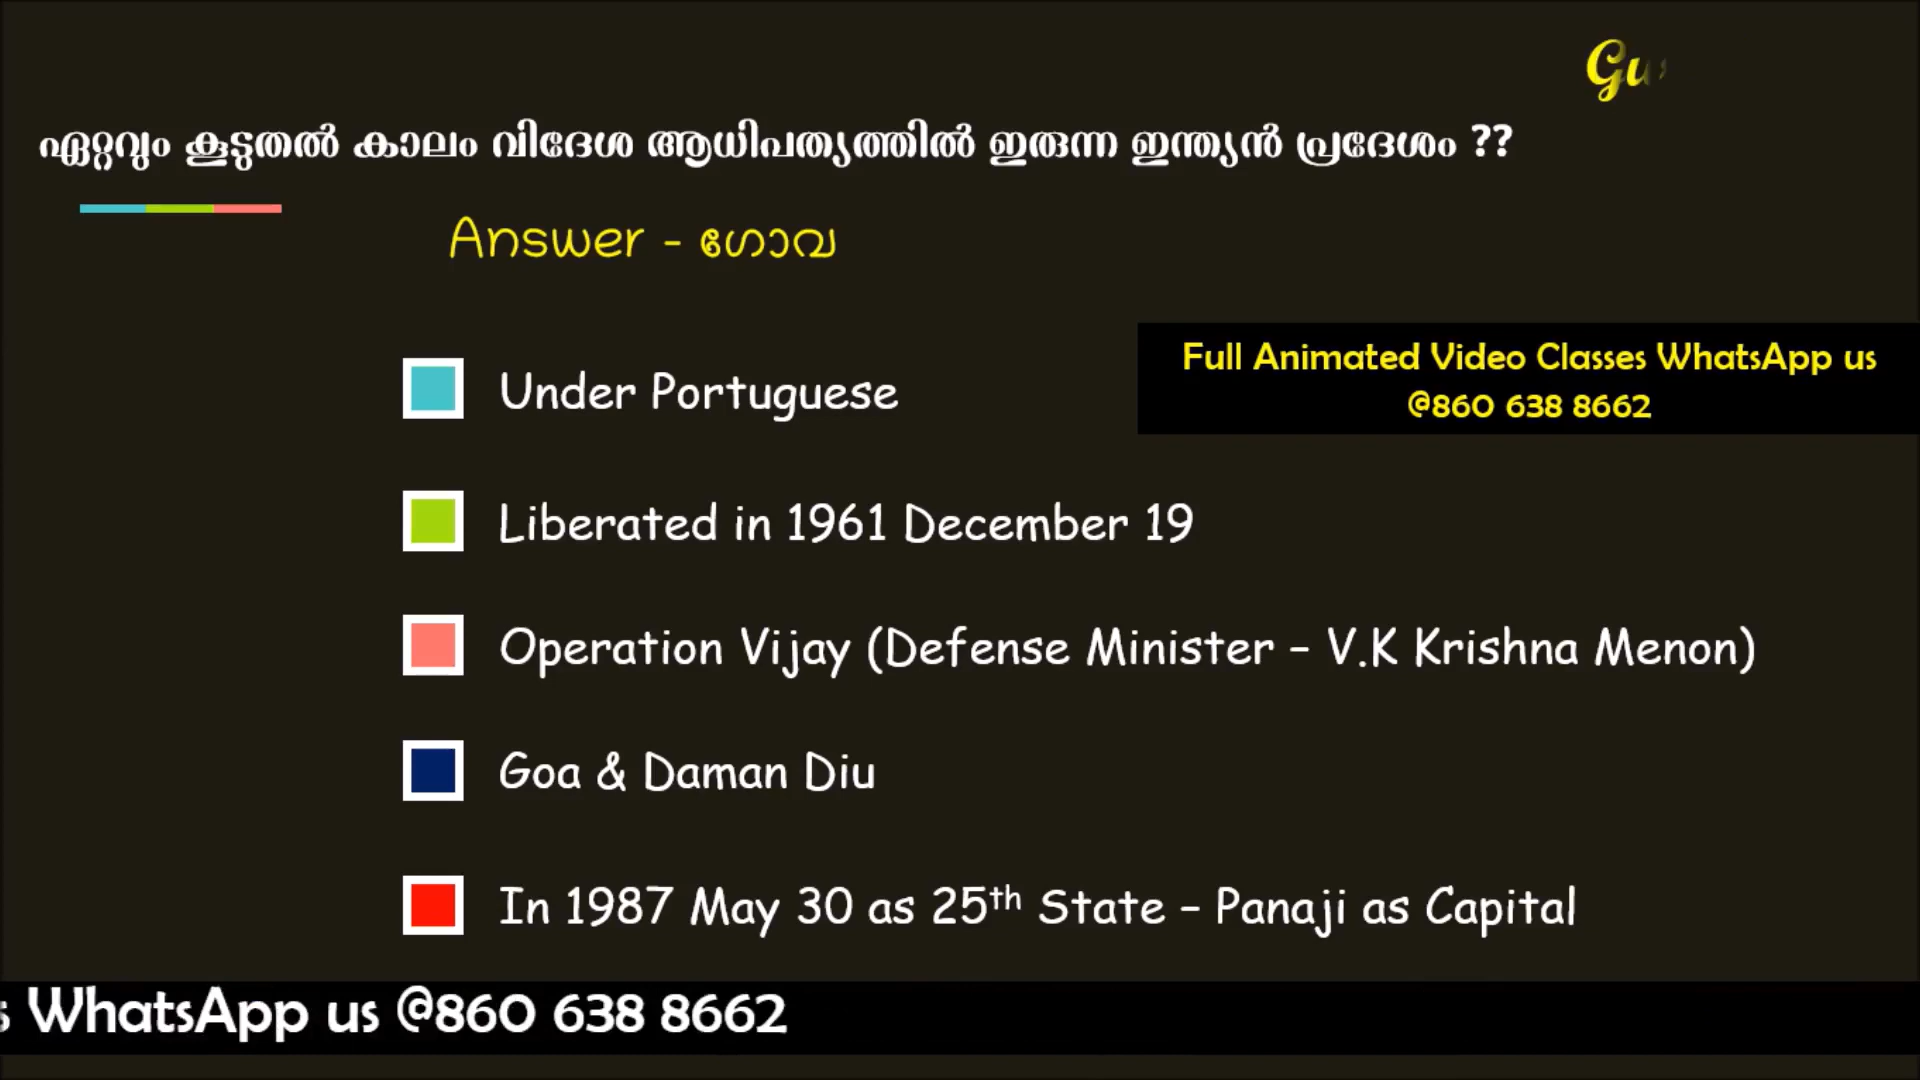 ഏറ്റവും കൂടുതൽ കാലം വിദേശ ആധിപത്യത്തിൽ ഇരുന്ന ഇന്ത്യൻ പ്രദേശം ??
Answer - ഗോവ
Under Portuguese
Full Animated Video Classes WhatsApp us
@860 638 8662
Liberated in 1961 December 19
Operation Vijay (Defense Minister – V.K Krishna Menon)
Goa & Daman Diu
In 1987 May 30 as 25th State – Panaji as Capital
WhatsApp us @860 638 8662